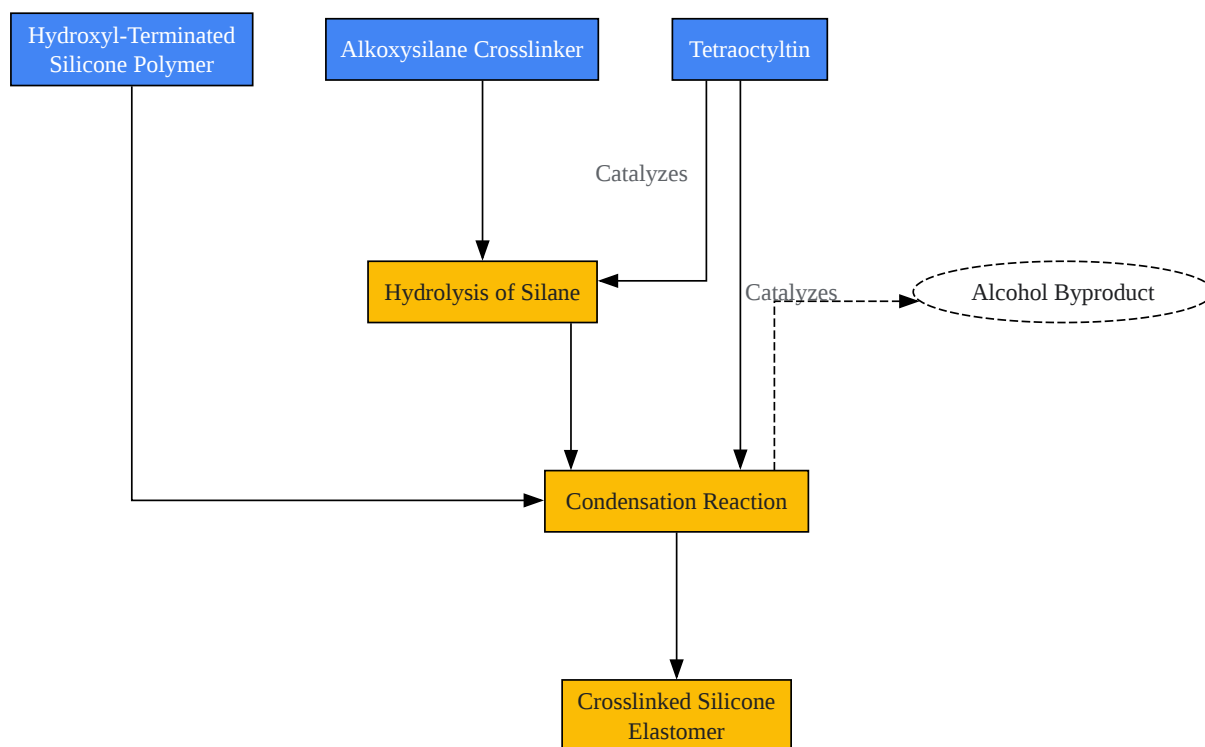 Hydroxyl-Terminated
Silicone Polymer
Alkoxysilane Crosslinker
Tetraoctyltin
Catalyzes
Hydrolysis of Silane
Catalyzes
Alcohol Byproduct
Condensation Reaction
Crosslinked Silicone
Elastomer